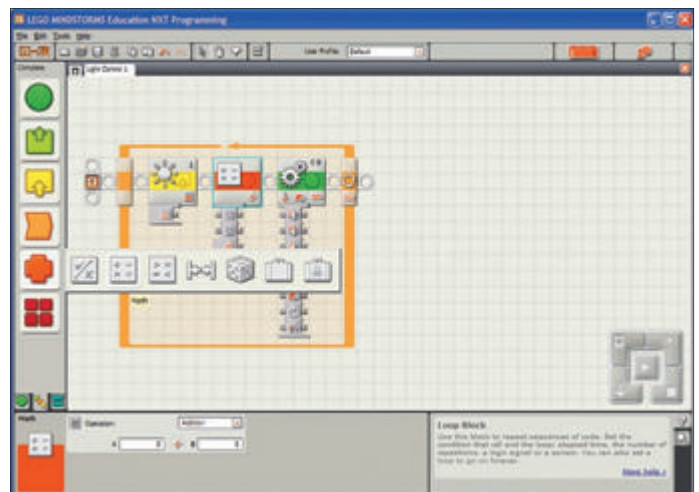 LEGO MINDSTORMS Education NXT Programming
File Edit Tools Help
Use Profile: Default
Complete
Light Control 1
Math
Math
Operation:
Addition
A
B
Loop Block
Use this block to repeat sequences of code. Set the
condition that will end the loop: elapsed time, the number of
repetitions, a logic signal or a sensor. You can also set a
loop to go on forever.
More help »